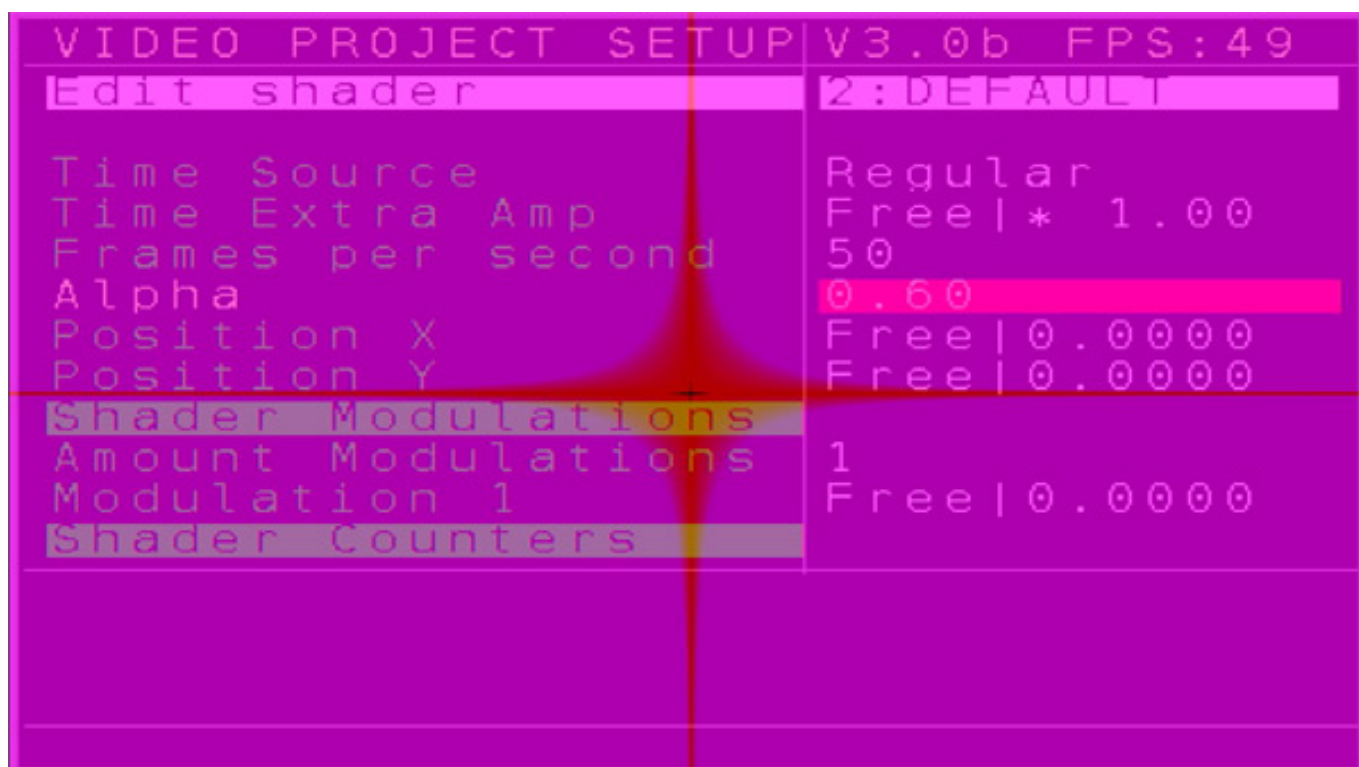 VIDEO PROJECT SETUP V3.0b FPS:49
Edit shader 2:DEFAULT
Time Source Regular
Time Extra Amp Free|* 1.00
Frames per second 50
Alpha 0.60
Position X Free|0.0000
Position Y Free|0.0000
Shader Modulations
Amount Modulations 1
Modulation 1 Free|0.0000
Shader Counters